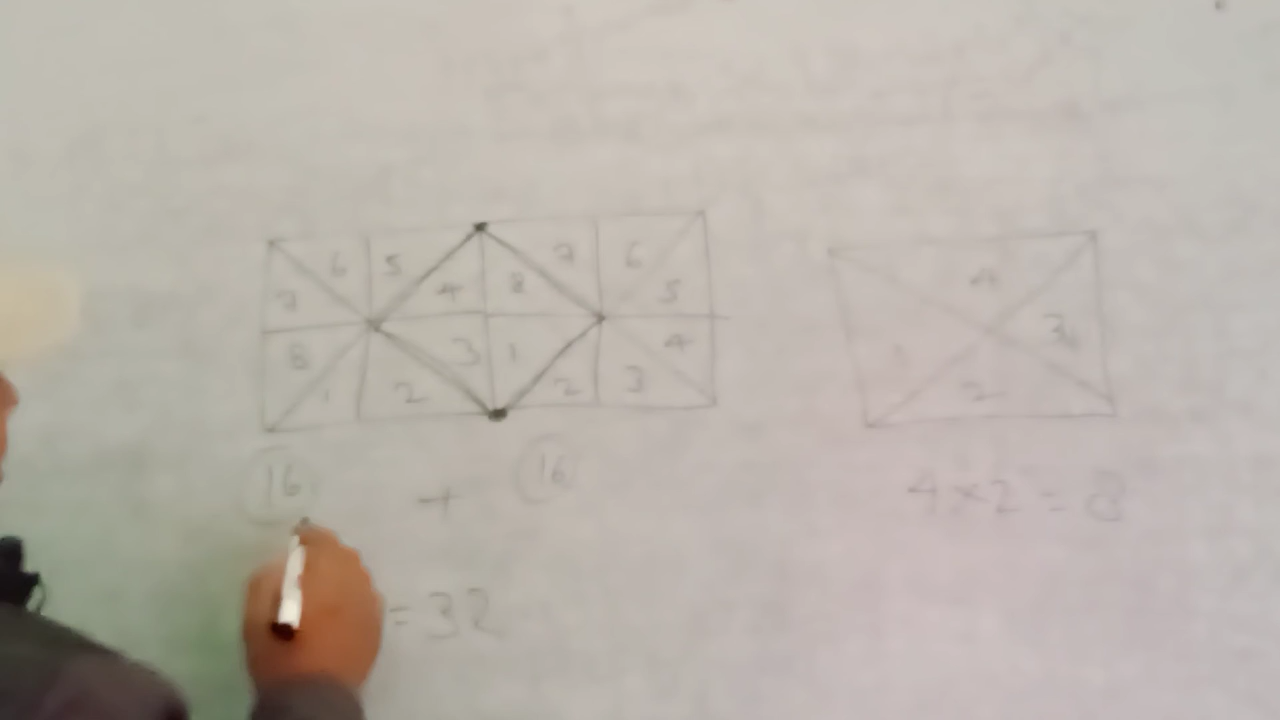 6 5 7 6
7 4 8 5 4
8 3 1 4 3
1 2 2 3 1 2
16 + 16 4×2=8
=32